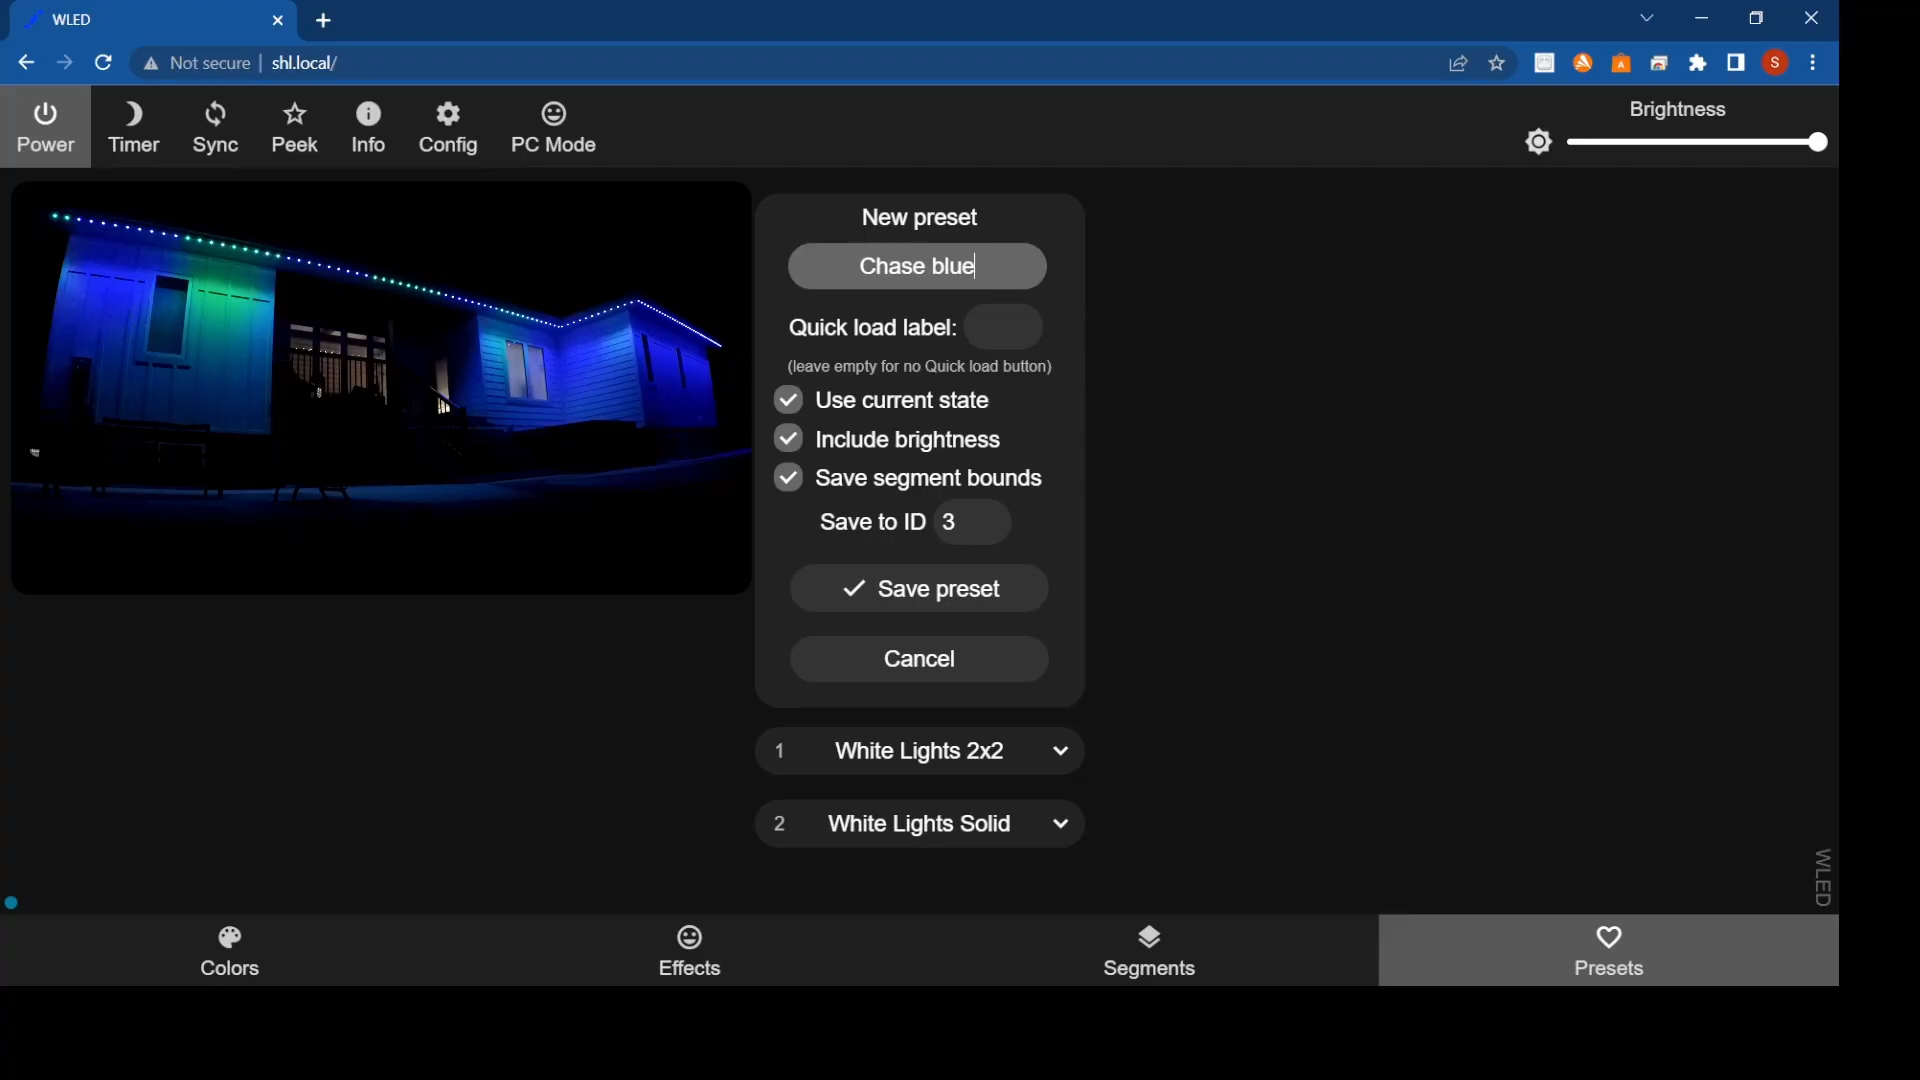 WLED
Not secure | shl.local/
S
Power
Timer
Sync
Peek
Info
Config
PC Mode
Brightness
New preset
Chase blue
Quick load label:
(leave empty for no Quick load button)
Use current state
Include brightness
Save segment bounds
Save to ID 3
Save preset
Cancel
1 White Lights 2x2
2 White Lights Solid
WLED
Colors
Effects
Segments
Presets